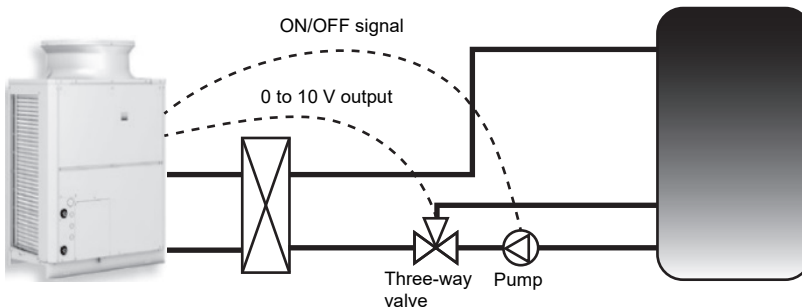 ON/OFF signal
0 to 10 V output
Three-way
valve
Pump